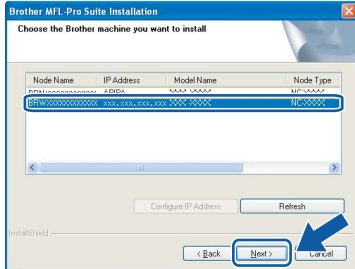 Brother MFL-Pro Suite Installation
Choose the Brother machine you want to install
Node Name IP Address Model Name Node Type
APIPA
BRWXXXXXXXXXXXX xxx.xxx.xxx.xxx XXX-XXXX NC-XXXX
Configure IP Address Refresh
InstallShield
< Back Next > Cancel